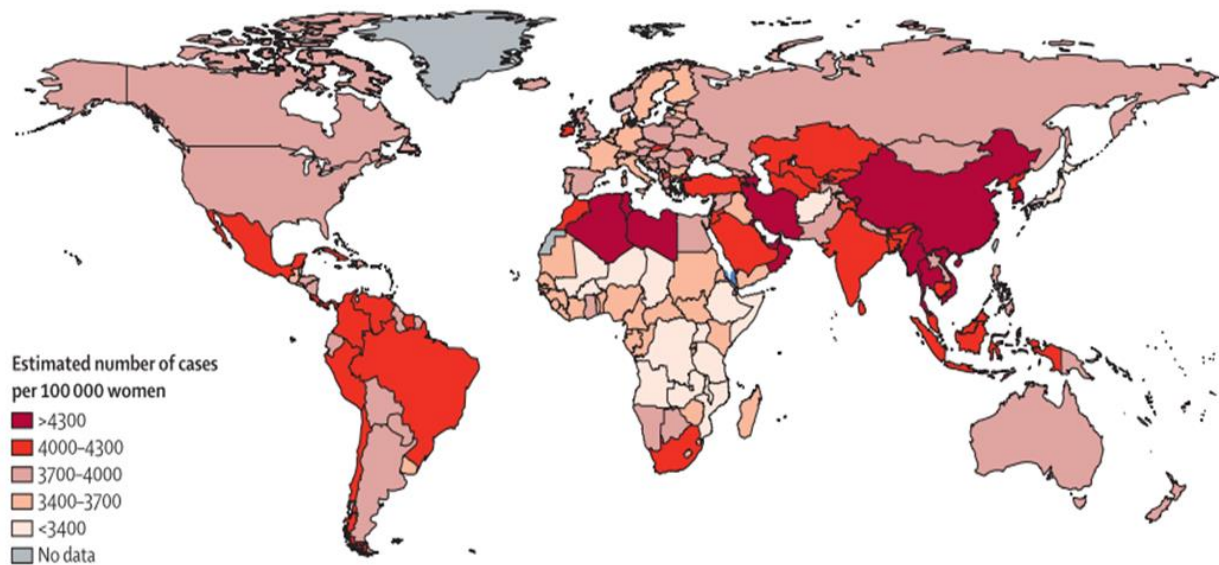 Estimated number of cases
per 100 000 women
>4300
4000–4300
3700–4000
3400–3700
<3400
No data